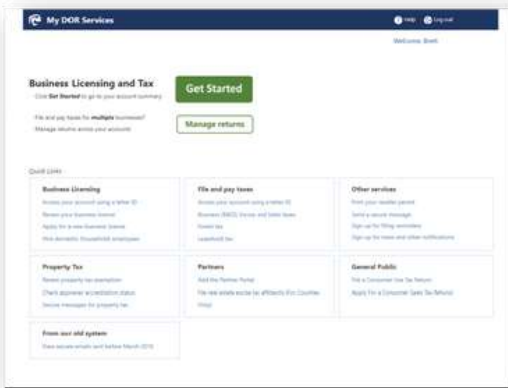 My DOR Services
Help
Log out
Welcome, Brett
Business Licensing and Tax
Click Get Started to go to your account summary
Get Started
File and pay taxes for multiple businesses?
Manage returns across your accounts
Manage returns
Quick Links
Business Licensing
Access your account using a letter ID
Renew your business license
Apply for a new business license
Hire domestic household employees
File and pay taxes
Access your account using a letter ID
Business (B&O), Excise and Sales taxes
Forest tax
Leasehold tax
Other services
Print your reseller permit
Send a secure message
Sign up for filing reminders
Sign up for news and other notifications
Property Tax
Renew property tax exemption
Check appraiser accreditation status
Secure messages for property tax
Partners
Add the Partner Portal
File real estate excise tax affidavits (For Counties Only)
General Public
File a Consumer Use Tax Return
Apply For a Consumer Sales Tax Refund
From our old system
View secure emails sent before March 2016